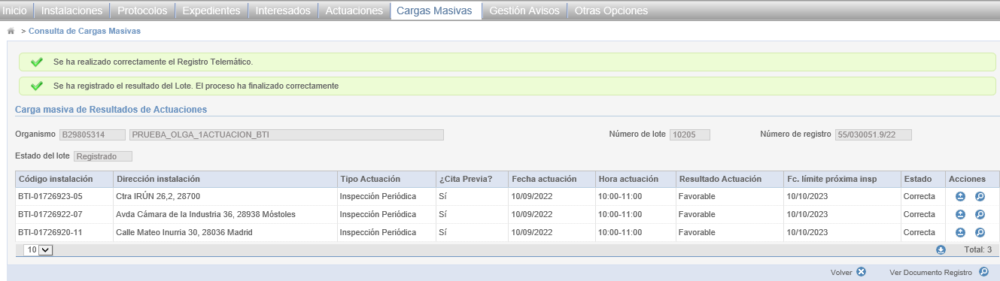 Inicio Instalaciones Protocolos Expedientes Interesados Actuaciones Cargas Masivas Gestión Avisos Otras Opciones
> Consulta de Cargas Masivas
Se ha realizado correctamente el Registro Telemático.
Se ha registrado el resultado del Lote. El proceso ha finalizado correctamente
Carga masiva de Resultados de Actuaciones
Organismo B29805314 PRUEBA_OLGA_1ACTUACION_BTI Número de lote 10205 Número de registro 55/030051.9/22
Estado del lote Registrado
Código instalación Dirección instalación Tipo Actuación ¿Cita Previa? Fecha actuación Hora actuación Resultado Actuación Fc. límite próxima insp Estado Acciones
BTI-01726923-05 Ctra IRÚN 26,2, 28700 Inspección Periódica Sí 10/09/2022 10:00-11:00 Favorable 10/10/2023 Correcta
BTI-01726922-07 Avda Cámara de la Industria 36, 28938 Móstoles Inspección Periódica Sí 10/09/2022 10:00-11:00 Favorable 10/10/2023 Correcta
BTI-01726920-11 Calle Mateo Inurria 30, 28036 Madrid Inspección Periódica Sí 10/09/2022 10:00-11:00 Favorable 10/10/2023 Correcta
10 Total: 3
Volver Ver Documento Registro